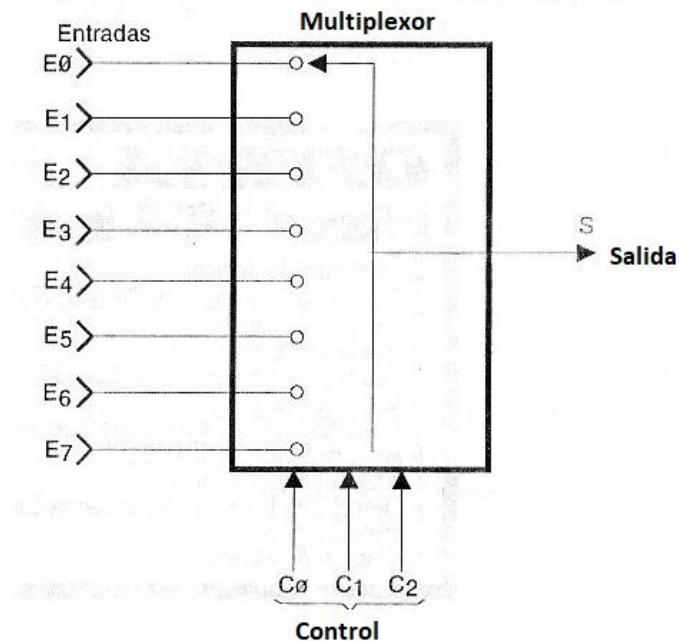 Multiplexor
Entradas
EØ
E1
E2
E3
S
Salida
E4
E5
E6
E7
Cø C1 C2
Control